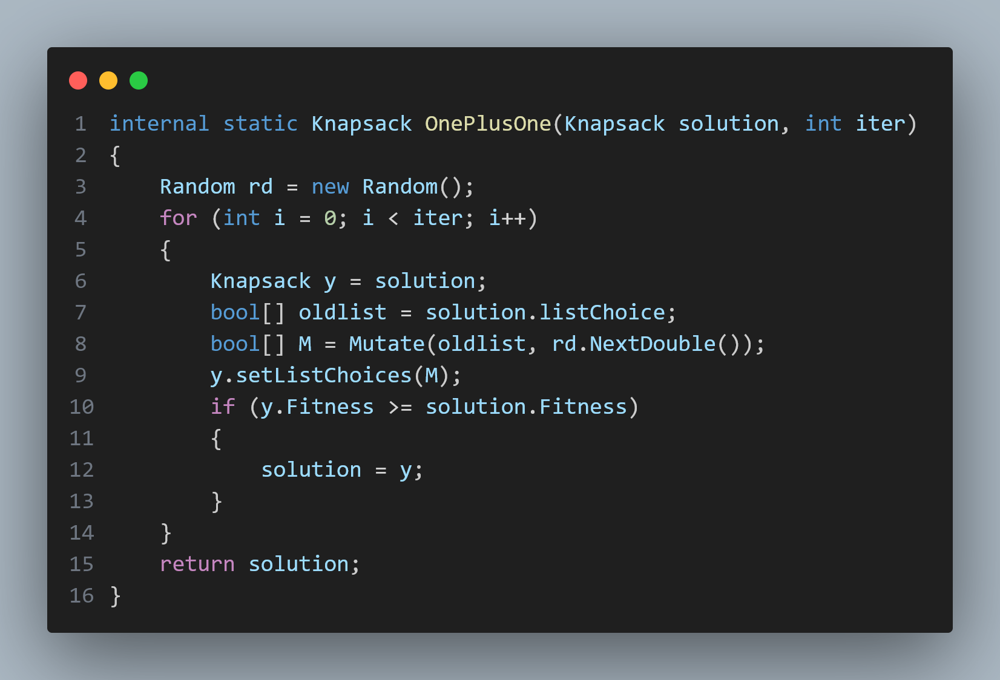 1 internal static Knapsack OnePlusOne(Knapsack solution, int iter)
2 {
3     Random rd = new Random();
4     for (int i = 0; i < iter; i++)
5     {
6         Knapsack y = solution;
7         bool[] oldlist = solution.listChoice;
8         bool[] M = Mutate(oldlist, rd.NextDouble());
9         y.setListChoices(M);
10         if (y.Fitness >= solution.Fitness)
11         {
12             solution = y;
13         }
14     }
15     return solution;
16 }